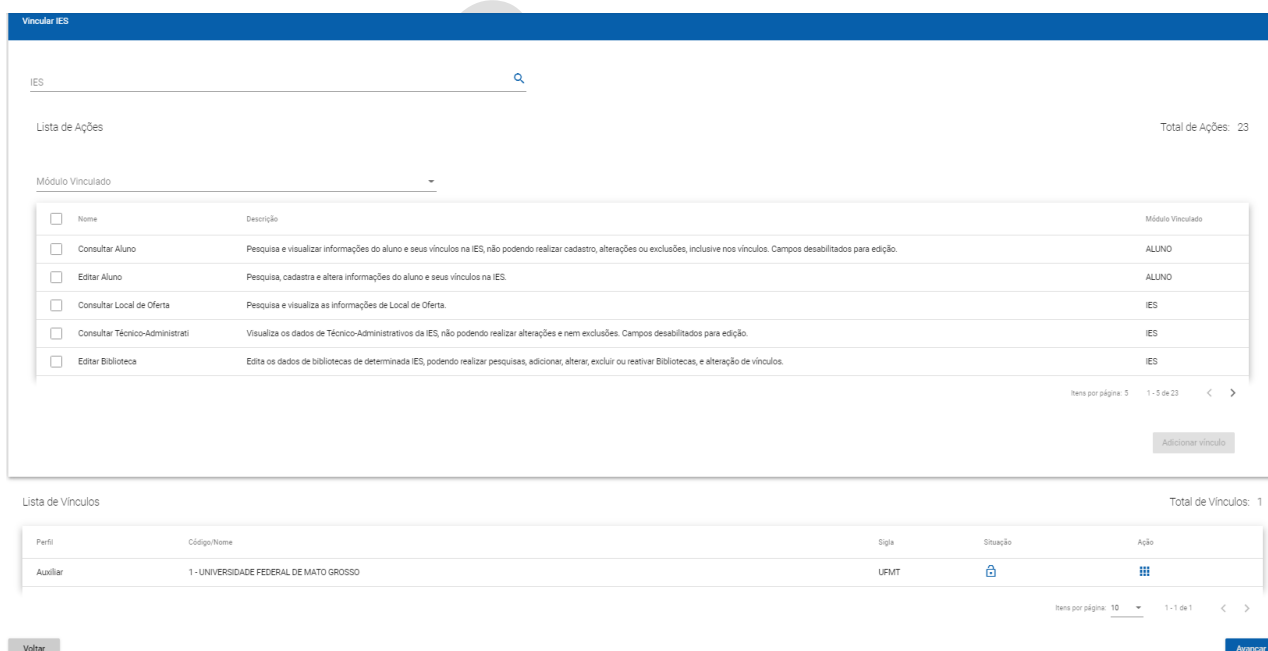 Vincular IES
IES
Lista de Ações Total de Ações: 23
Módulo Vinculado
Nome Descrição Módulo Vinculado
Consultar Aluno Pesquisa e visualizar informações do aluno e seus vínculos na IES, não podendo realizar cadastro, alterações ou exclusões, inclusive nos vínculos. Campos desabilitados para edição. ALUNO
Editar Aluno Pesquisa, cadastra e altera informações do aluno e seus vínculos na IES. ALUNO
Consultar Local de Oferta Pesquisa e visualiza as informações de Local de Oferta. IES
Consultar Técnico-Administrati Visualiza os dados de Técnico-Administrativos da IES, não podendo realizar alterações e nem exclusões. Campos desabilitados para edição. IES
Editar Biblioteca Edita os dados de bibliotecas de determinada IES, podendo realizar pesquisas, adicionar, alterar, excluir ou reativar Bibliotecas, e alteração de vínculos. IES
Itens por página: 5 1 - 5 de 23
Adicionar vínculo
Lista de Vínculos Total de Vínculos: 1
Perfil Código/Nome Sigla Situação Ação
Auxiliar 1 - UNIVERSIDADE FEDERAL DE MATO GROSSO UFMT
Itens por página: 10 1 - 1 de 1
Voltar Avançar